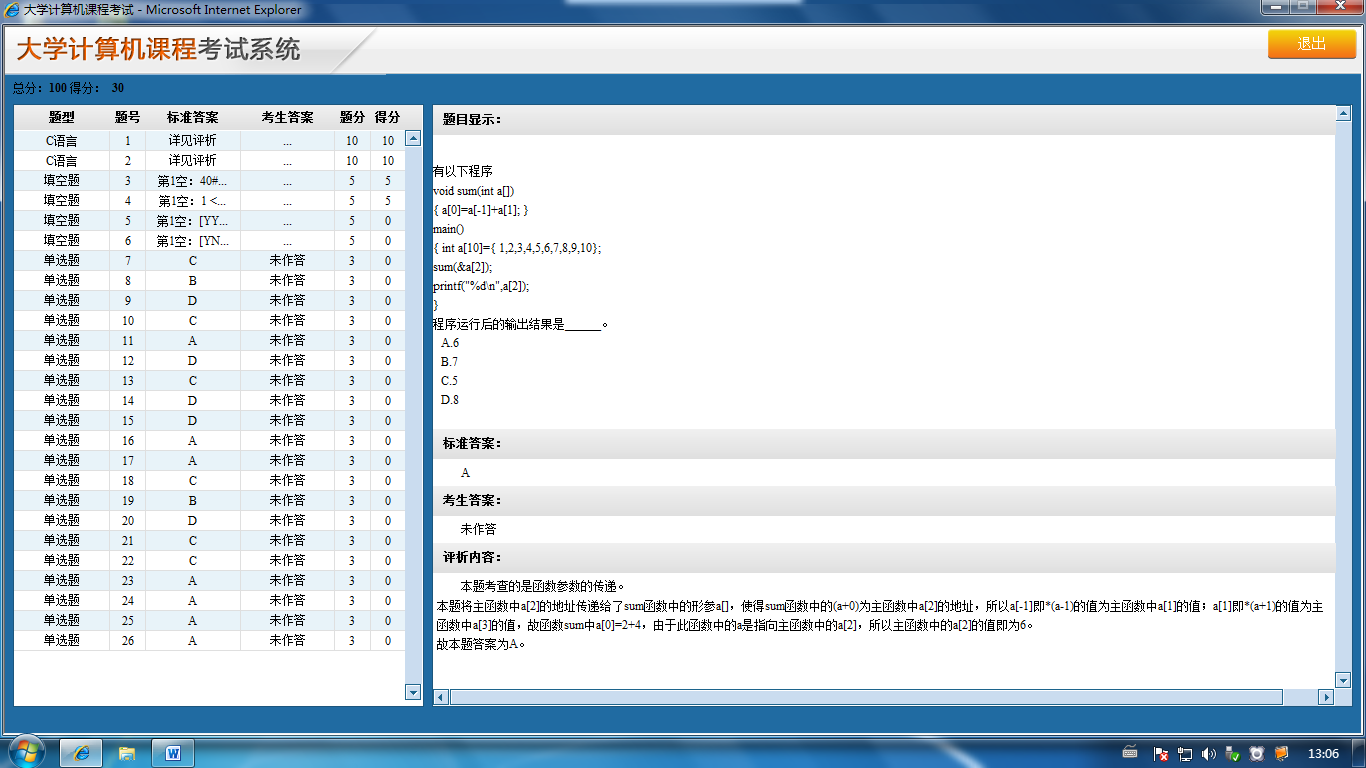 大学计算机课程考试 - Microsoft Internet Explorer
大学计算机课程考试系统
退出
总分：100 得分： 30
题型 题号 标准答案 考生答案 题分 得分
C语言 1 详见评析 ... 10 10
C语言 2 详见评析 ... 10 10
填空题 3 第1空：40#... ... 5 5
填空题 4 第1空：1 <... ... 5 5
填空题 5 第1空：[YY... ... 5 0
填空题 6 第1空：[YN... ... 5 0
单选题 7 C 未作答 3 0
单选题 8 B 未作答 3 0
单选题 9 D 未作答 3 0
单选题 10 C 未作答 3 0
单选题 11 A 未作答 3 0
单选题 12 D 未作答 3 0
单选题 13 C 未作答 3 0
单选题 14 D 未作答 3 0
单选题 15 D 未作答 3 0
单选题 16 A 未作答 3 0
单选题 17 A 未作答 3 0
单选题 18 C 未作答 3 0
单选题 19 B 未作答 3 0
单选题 20 D 未作答 3 0
单选题 21 C 未作答 3 0
单选题 22 C 未作答 3 0
单选题 23 A 未作答 3 0
单选题 24 A 未作答 3 0
单选题 25 A 未作答 3 0
单选题 26 A 未作答 3 0
题目显示：
有以下程序
void sum(int a[])
{ a[0]=a[-1]+a[1]; }
main()
{ int a[10]={ 1,2,3,4,5,6,7,8,9,10};
sum(&a[2]);
printf("%d\n",a[2]);
}
程序运行后的输出结果是______。
A.6
B.7
C.5
D.8
标准答案：
A
考生答案：
未作答
评析内容：
本题考查的是函数参数的传递。
本题将主函数中a[2]的地址传递给了sum函数中的形参a[]，使得sum函数中的(a+0)为主函数中a[2]的地址，所以a[-1]即*(a-1)的值为主函数中a[1]的值；a[1]即*(a+1)的值为主
函数中a[3]的值，故函数sum中a[0]=2+4，由于此函数中的a是指向主函数中的a[2]，所以主函数中的a[2]的值即为6。
故本题答案为A。
13:06